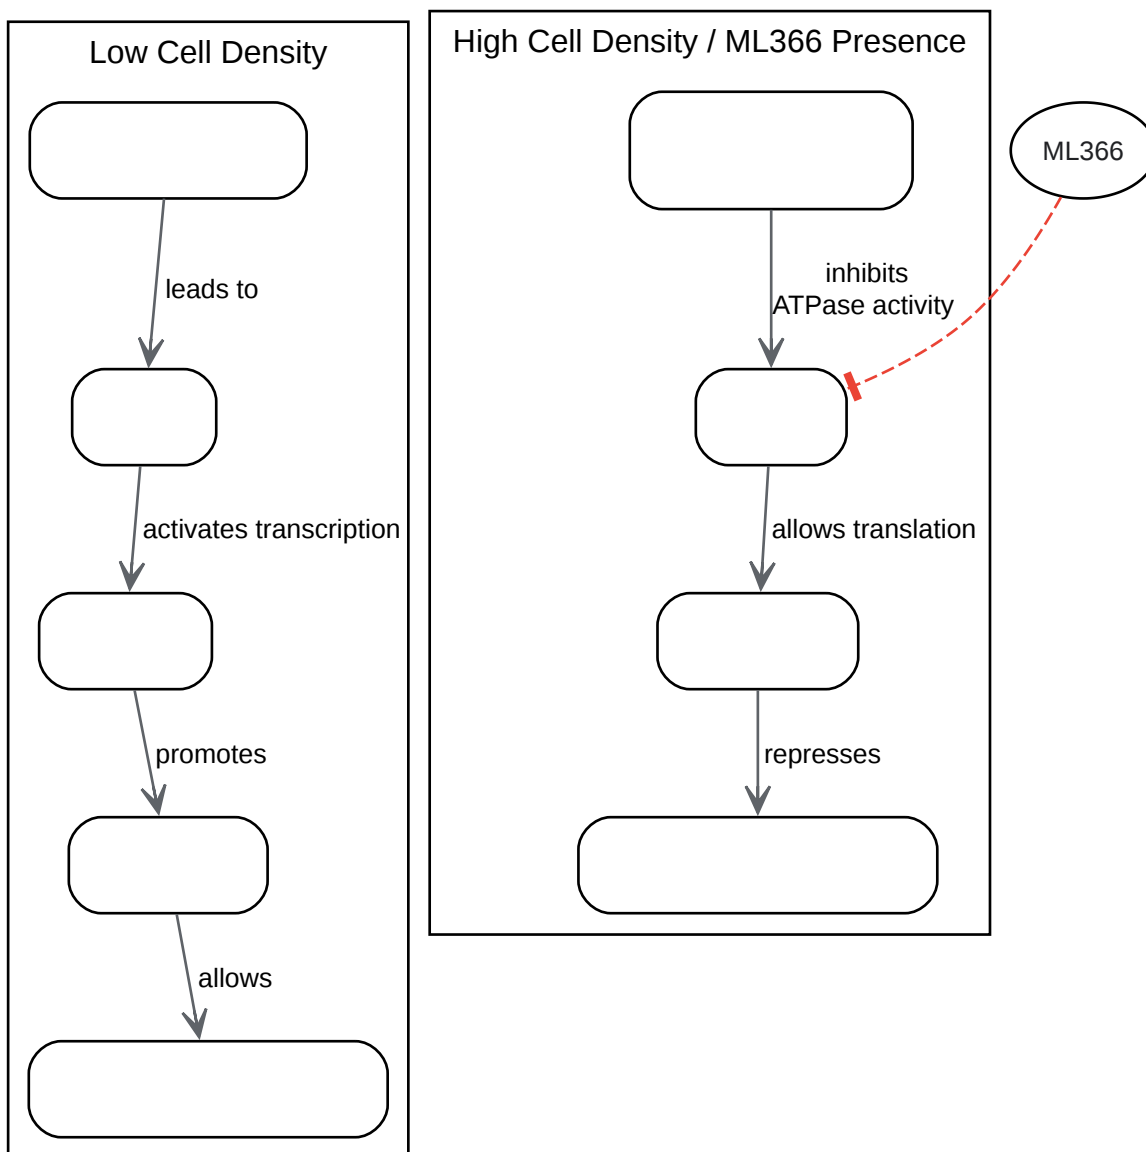 Low Cell Density
leads to
activates transcription
promotes
allows
High Cell Density / ML366 Presence
inhibits
ATPase activity
allows translation
represses
ML366